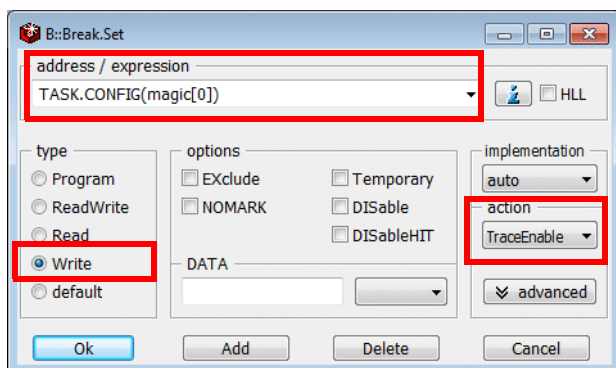 B::Break.Set
address / expression
TASK.CONFIG(magic[0])
HLL
type
Program
ReadWrite
Read
Write
default
options
EXclude
Temporary
NOMARK
DISable
DISableHIT
DATA
implementation
auto
action
TraceEnable
advanced
Ok
Add
Delete
Cancel